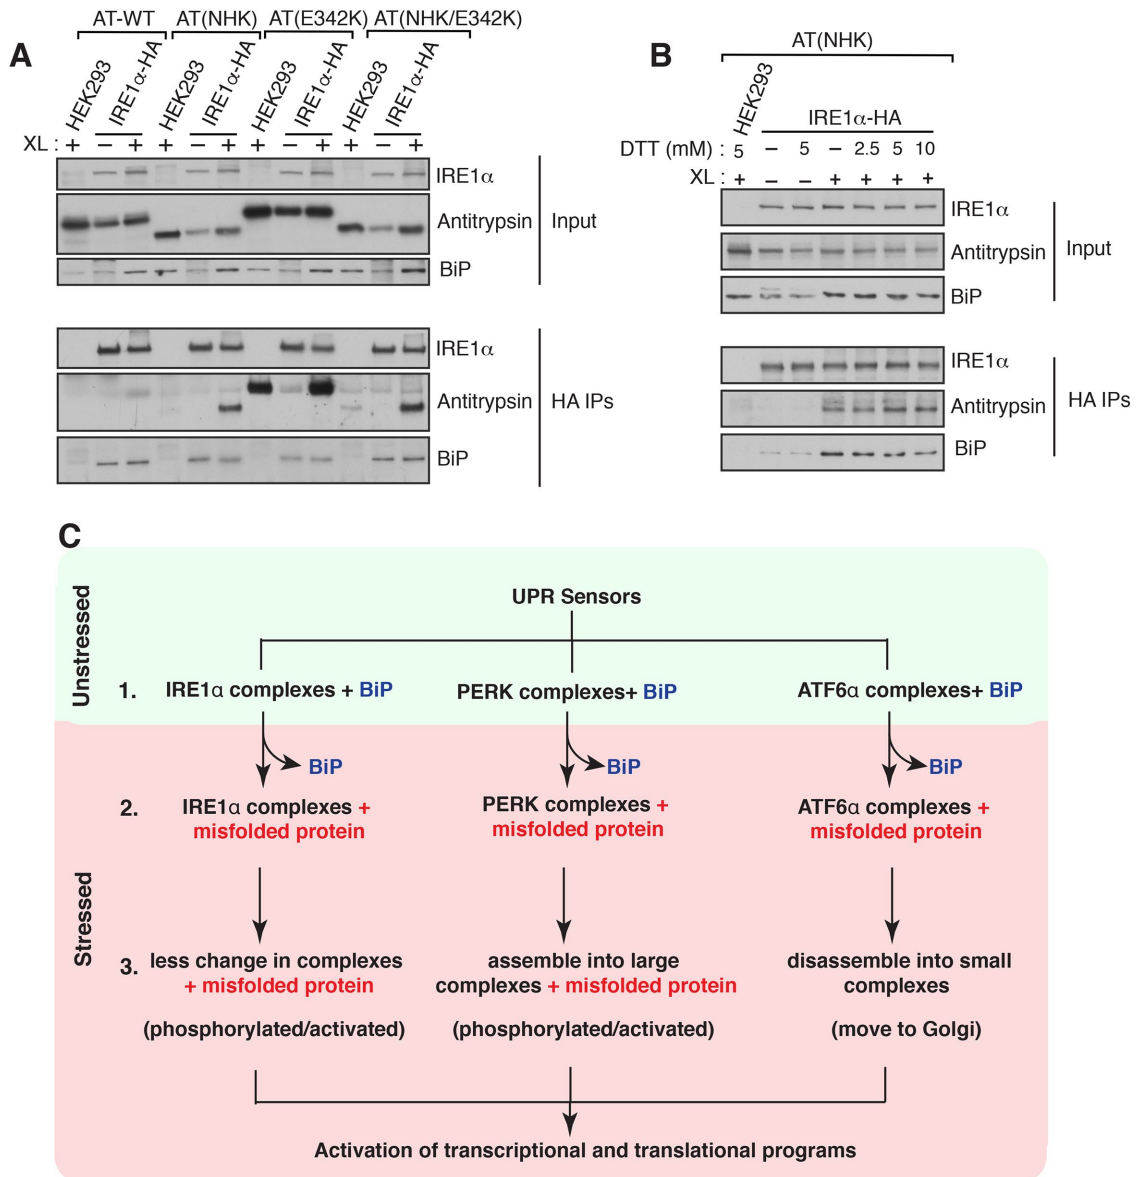 A
AT-WT AT(NHK) AT(E342K) AT(NHK/E342K)
HEK293 IRE1α-HA HEK293 IRE1α-HA HEK293 IRE1α-HA HEK293 IRE1α-HA
XL : + − + + − + + − + + − +
IRE1α
Antitrypsin
BiP
Input
IRE1α
Antitrypsin
BiP
HA IPs
B
AT(NHK)
HEK293
IRE1α-HA
DTT (mM) : 5 − 5 − 2.5 5 10
XL : + − − + + + +
IRE1α
Antitrypsin
BiP
Input
IRE1α
Antitrypsin
BiP
HA IPs
C
Unstressed
UPR Sensors
1. IRE1α complexes + BiP PERK complexes+ BiP ATF6α complexes+ BiP
BiP BiP BiP
Stressed
2. IRE1α complexes + PERK complexes + ATF6α complexes +
misfolded protein misfolded protein misfolded protein
3. less change in complexes assemble into large disassemble into small
+ misfolded protein complexes + misfolded protein complexes
(phosphorylated/activated) (phosphorylated/activated) (move to Golgi)
Activation of transcriptional and translational programs